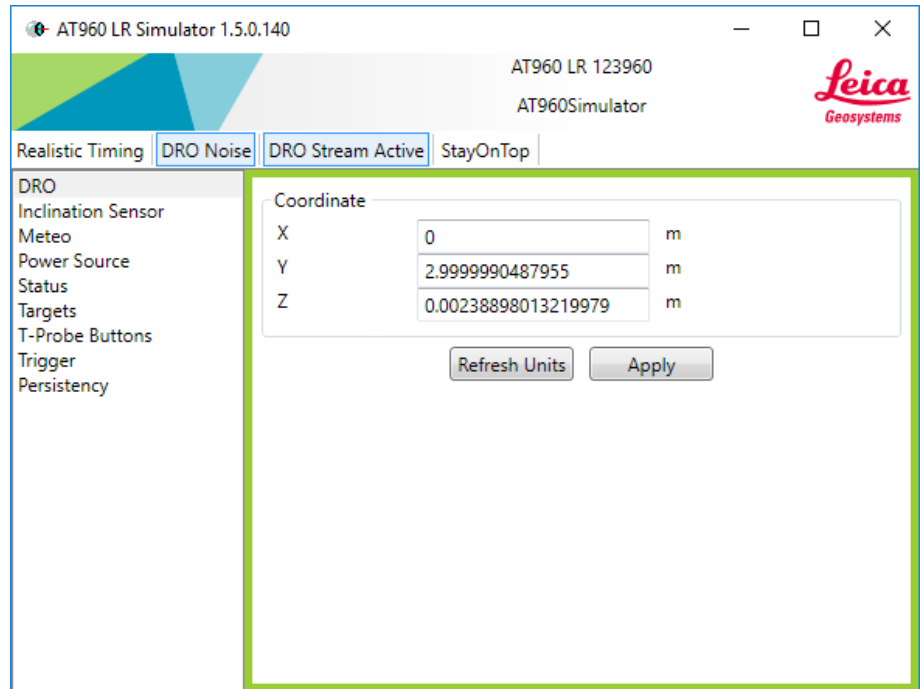 AT960 LR Simulator 1.5.0.140
AT960 LR 123960
AT960Simulator
Leica
Geosystems
Realistic Timing DRO Noise DRO Stream Active StayOnTop
DRO
Inclination Sensor
Meteo
Power Source
Status
Targets
T-Probe Buttons
Trigger
Persistency
Coordinate
X 0 m
Y 2.9999990487955 m
Z 0.00238898013219979 m
Refresh Units Apply